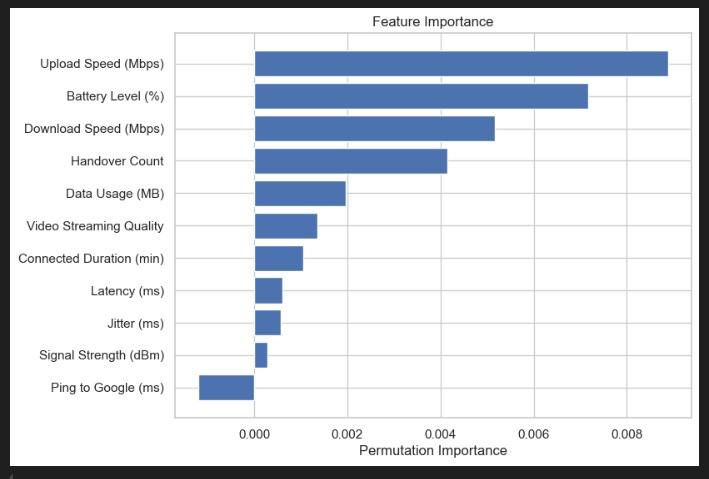 Feature Importance
Upload Speed (Mbps)
Battery Level (%)
Download Speed (Mbps)
Handover Count
Data Usage (MB)
Video Streaming Quality
Connected Duration (min)
Latency (ms)
Jitter (ms)
Signal Strength (dBm)
Ping to Google (ms)
0.000 0.002 0.004 0.006 0.008
Permutation Importance